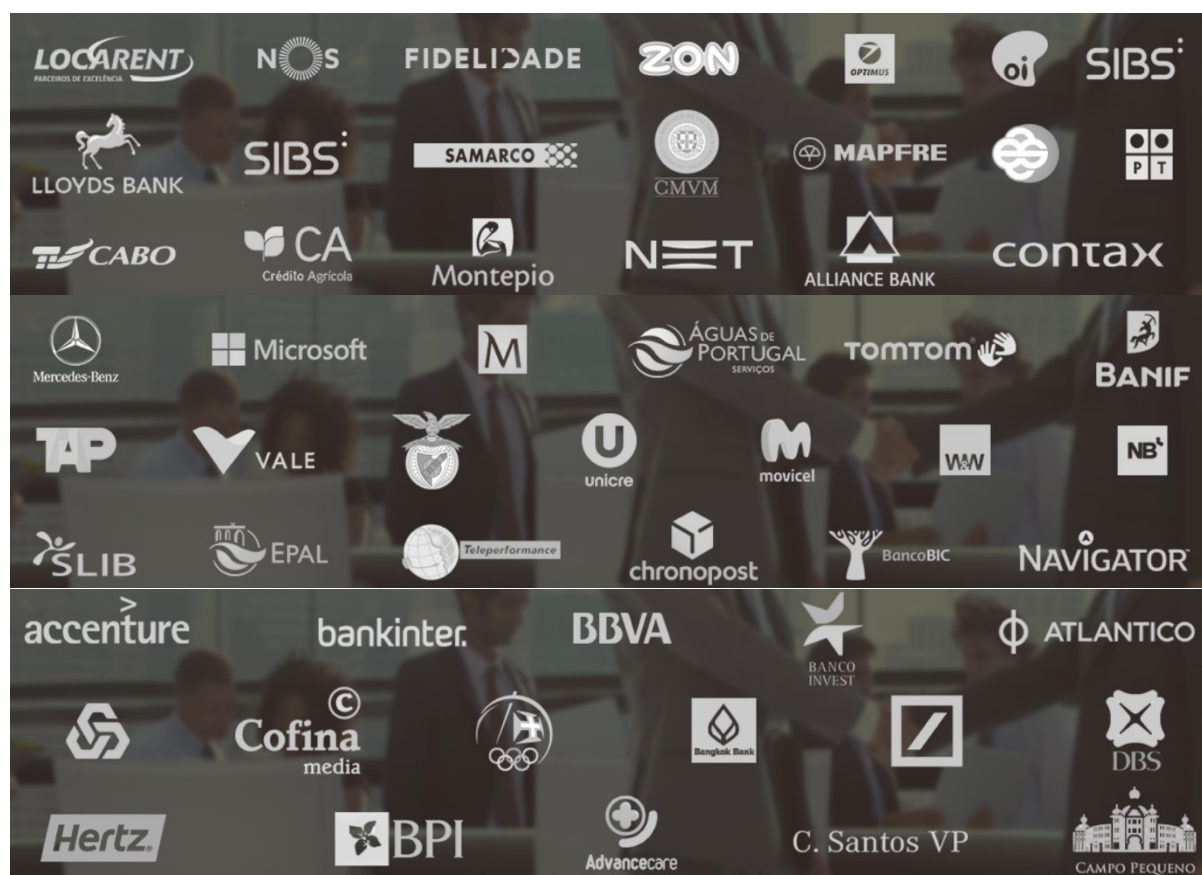 LOCARENT
PARCEIROS DE EXCELÊNCIA
NOS
FIDELIDADE
ZON
OPTIMUS
oi
SIBS
LLOYDS BANK
SIBS
SAMARCO
CMVM
MAPFRE
P T
TV CABO
CA
Crédito Agrícola
Montepio
NET
ALLIANCE BANK
contax
Mercedes-Benz
Microsoft
M
ÁGUAS DE
PORTUGAL
SERVIÇOS
TOMTOM
BANIF
TAP
VALE
U
unicre
movicel
W&W
NB
SLIB
EPAL
Teleperformance
chronopost
BancoBIC
NAVIGATOR
accenture
bankinter.
BBVA
BANCO
INVEST
ATLANTICO
C
Cofina
media
Bangkok Bank
DBS
Hertz
BPI
Advancecare
C. Santos VP
CAMPO PEQUENO